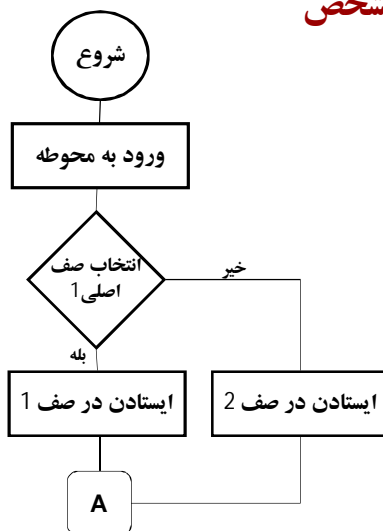 شروع
ورود به محوطه
انتخاب صف
اصلی1
خیر
بله
ایستادن در صف 1
ایستادن در صف 2
A